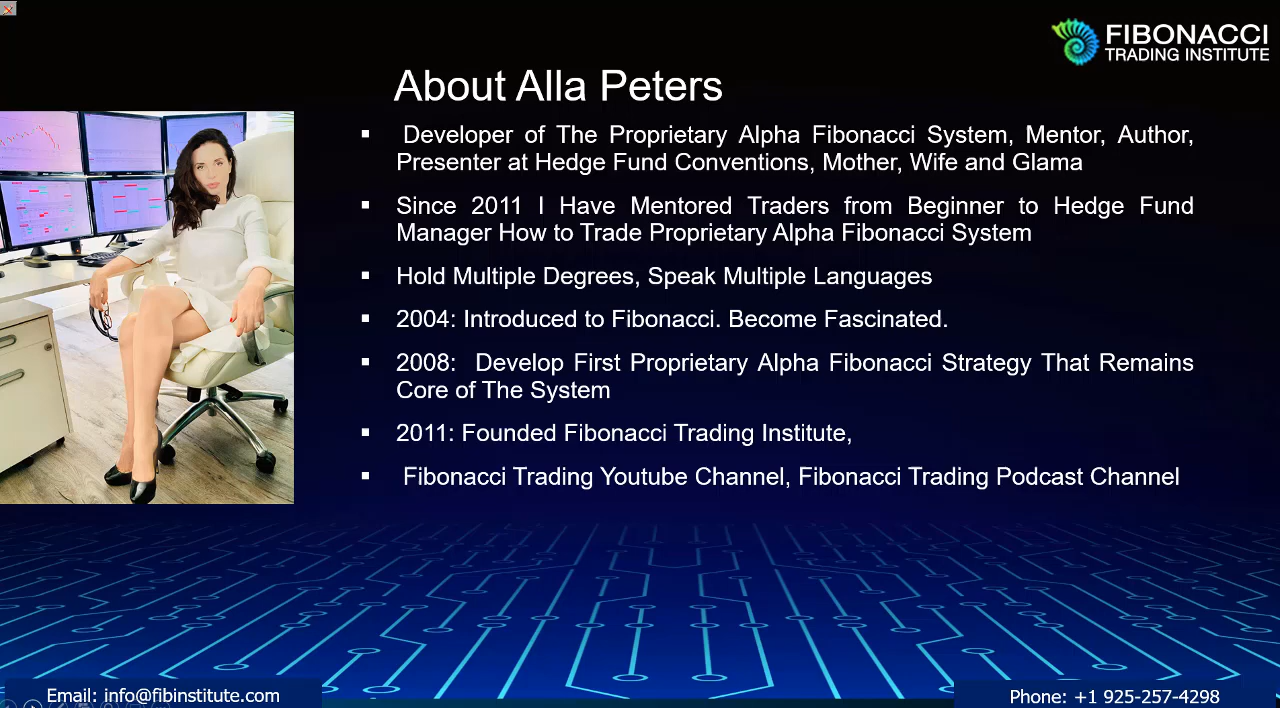 FIBONACCI
TRADING INSTITUTE
About Alla Peters
▪ Developer of The Proprietary Alpha Fibonacci System, Mentor, Author,
Presenter at Hedge Fund Conventions, Mother, Wife and Glama
▪ Since 2011 I Have Mentored Traders from Beginner to Hedge Fund
Manager How to Trade Proprietary Alpha Fibonacci System
▪ Hold Multiple Degrees, Speak Multiple Languages
▪ 2004: Introduced to Fibonacci. Become Fascinated.
▪ 2008: Develop First Proprietary Alpha Fibonacci Strategy That Remains
Core of The System
▪ 2011: Founded Fibonacci Trading Institute,
▪ Fibonacci Trading Youtube Channel, Fibonacci Trading Podcast Channel
Email: info@fibinstitute.com
Phone: +1 925-257-4298